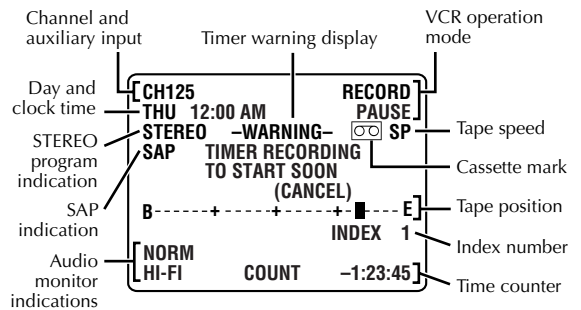 Channel and
auxiliary input
Timer warning display
VCR operation
mode
Day and
clock time
STEREO
program
indication
SAP
indication
Audio
monitor
indications
CH125
THU 12:00 AM
STEREO
SAP
–WARNING–
TIMER RECORDING
TO START SOON
(CANCEL)
RECORD
PAUSE
SP
B------+------+------+-----E
INDEX 1
NORM
HI-FI
COUNT –1:23:45
Tape speed
Cassette mark
Tape position
Index number
Time counter